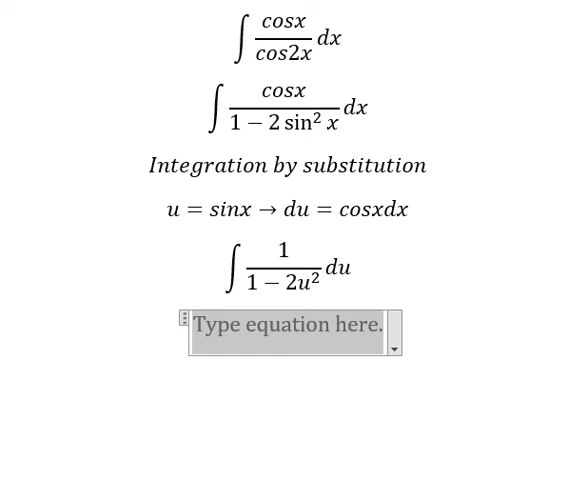 ∫ cosx/cos2x dx
∫ cosx/(1 − 2 sin² x) dx
Integration by substitution
u = sinx → du = cosxdx
∫ 1/(1 − 2u²) du
Type equation here.